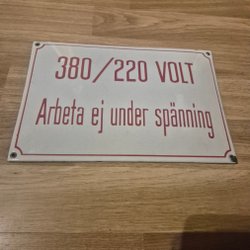 380/220 VOLT
Arbeta ej under spänning